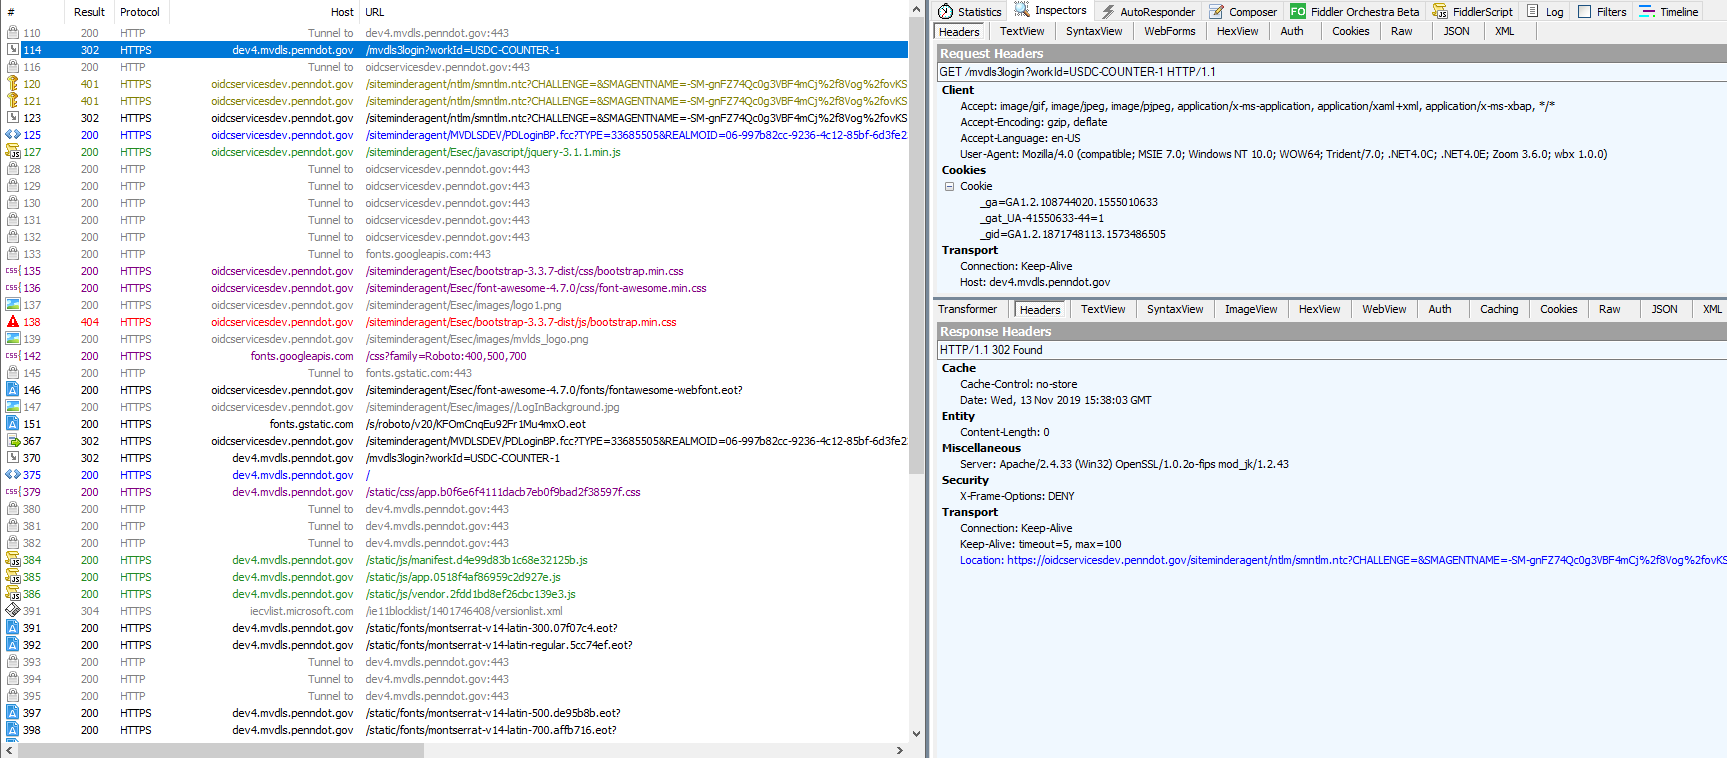 # Result Protocol Host URL
110 200 HTTP Tunnel to dev4.mvdls.penndot.gov:443
114 302 HTTPS dev4.mvdls.penndot.gov /mvdls3login?workId=USDC-COUNTER-1
116 200 HTTP Tunnel to oidcservicesdev.penndot.gov:443
120 401 HTTPS oidcservicesdev.penndot.gov /siteminderagent/ntlm/smntlm.ntc?CHALLENGE=&SMAGENTNAME=-SM-gnFZ74Qc0g3VBF4mCj%2f8Vog%2fovKS
121 401 HTTPS oidcservicesdev.penndot.gov /siteminderagent/ntlm/smntlm.ntc?CHALLENGE=&SMAGENTNAME=-SM-gnFZ74Qc0g3VBF4mCj%2f8Vog%2fovKS
123 302 HTTPS oidcservicesdev.penndot.gov /siteminderagent/ntlm/smntlm.ntc?CHALLENGE=&SMAGENTNAME=-SM-gnFZ74Qc0g3VBF4mCj%2f8Vog%2fovKS
125 200 HTTPS oidcservicesdev.penndot.gov /siteminderagent/MVDLSDEV/PDLoginBP.fcc?TYPE=33685505&REALMOID=06-997b82cc-9236-4c12-85bf-6d3fe2
127 200 HTTPS oidcservicesdev.penndot.gov /siteminderagent/Esec/javascript/jquery-3.1.1.min.js
128 200 HTTP Tunnel to oidcservicesdev.penndot.gov:443
129 200 HTTP Tunnel to oidcservicesdev.penndot.gov:443
130 200 HTTP Tunnel to oidcservicesdev.penndot.gov:443
131 200 HTTP Tunnel to oidcservicesdev.penndot.gov:443
132 200 HTTP Tunnel to oidcservicesdev.penndot.gov:443
133 200 HTTP Tunnel to fonts.googleapis.com:443
135 200 HTTPS oidcservicesdev.penndot.gov /siteminderagent/Esec/bootstrap-3.3.7-dist/css/bootstrap.min.css
136 200 HTTPS oidcservicesdev.penndot.gov /siteminderagent/Esec/font-awesome-4.7.0/css/font-awesome.min.css
137 200 HTTPS oidcservicesdev.penndot.gov /siteminderagent/Esec/images/logo1.png
138 404 HTTPS oidcservicesdev.penndot.gov /siteminderagent/Esec/bootstrap-3.3.7-dist/js/bootstrap.min.css
139 200 HTTPS oidcservicesdev.penndot.gov /siteminderagent/Esec/images/mvlds_logo.png
142 200 HTTPS fonts.googleapis.com /css?family=Roboto:400,500,700
145 200 HTTP Tunnel to fonts.gstatic.com:443
146 200 HTTPS oidcservicesdev.penndot.gov /siteminderagent/Esec/font-awesome-4.7.0/fonts/fontawesome-webfont.eot?
147 200 HTTPS oidcservicesdev.penndot.gov /siteminderagent/Esec/images//LogInBackground.jpg
151 200 HTTPS fonts.gstatic.com /s/roboto/v20/KFOmCnqEu92Fr1Mu4mxO.eot
367 302 HTTPS oidcservicesdev.penndot.gov /siteminderagent/MVDLSDEV/PDLoginBP.fcc?TYPE=33685505&REALMOID=06-997b82cc-9236-4c12-85bf-6d3fe2
370 302 HTTPS dev4.mvdls.penndot.gov /mvdls3login?workId=USDC-COUNTER-1
375 200 HTTPS dev4.mvdls.penndot.gov /
379 200 HTTPS dev4.mvdls.penndot.gov /static/css/app.b0f6e6f4111dacb7eb0f9bad2f38597f.css
380 200 HTTP Tunnel to dev4.mvdls.penndot.gov:443
381 200 HTTP Tunnel to dev4.mvdls.penndot.gov:443
382 200 HTTP Tunnel to dev4.mvdls.penndot.gov:443
384 200 HTTPS dev4.mvdls.penndot.gov /static/js/manifest.d4e99d83b1c68e32125b.js
385 200 HTTPS dev4.mvdls.penndot.gov /static/js/app.0518f4af86959c2d927e.js
386 200 HTTPS dev4.mvdls.penndot.gov /static/js/vendor.2fdd1bd8ef26cbc139e3.js
391 304 HTTPS iecvlist.microsoft.com /ie11blocklist/1401746408/versionlist.xml
391 200 HTTPS dev4.mvdls.penndot.gov /static/fonts/montserrat-v14-latin-300.07f07c4.eot?
392 200 HTTPS dev4.mvdls.penndot.gov /static/fonts/montserrat-v14-latin-regular.5cc74ef.eot?
393 200 HTTP Tunnel to dev4.mvdls.penndot.gov:443
394 200 HTTP Tunnel to dev4.mvdls.penndot.gov:443
395 200 HTTP Tunnel to dev4.mvdls.penndot.gov:443
397 200 HTTPS dev4.mvdls.penndot.gov /static/fonts/montserrat-v14-latin-500.de95b8b.eot?
398 200 HTTPS dev4.mvdls.penndot.gov /static/fonts/montserrat-v14-latin-700.affb716.eot?
Statistics Inspectors AutoResponder Composer FO Fiddler Orchestra Beta FiddlerScript Log Filters Timeline
Headers TextView SyntaxView WebForms HexView Auth Cookies Raw JSON XML
Request Headers
GET /mvdls3login?workId=USDC-COUNTER-1 HTTP/1.1
Client
Accept: image/gif, image/jpeg, image/pjpeg, application/x-ms-application, application/xaml+xml, application/x-ms-xbap, */*
Accept-Encoding: gzip, deflate
Accept-Language: en-US
User-Agent: Mozilla/4.0 (compatible; MSIE 7.0; Windows NT 10.0; WOW64; Trident/7.0; .NET4.0C; .NET4.0E; Zoom 3.6.0; wbx 1.0.0)
Cookies
Cookie
_ga=GA1.2.108744020.1555010633
_gat_UA-41550633-44=1
_gid=GA1.2.1871748113.1573486505
Transport
Connection: Keep-Alive
Host: dev4.mvdls.penndot.gov
Transformer Headers TextView SyntaxView ImageView HexView WebView Auth Caching Cookies Raw JSON XML
Response Headers
HTTP/1.1 302 Found
Cache
Cache-Control: no-store
Date: Wed, 13 Nov 2019 15:38:03 GMT
Entity
Content-Length: 0
Miscellaneous
Server: Apache/2.4.33 (Win32) OpenSSL/1.0.2o-fips mod_jk/1.2.43
Security
X-Frame-Options: DENY
Transport
Connection: Keep-Alive
Keep-Alive: timeout=5, max=100
Location: https://oidcservicesdev.penndot.gov/siteminderagent/ntlm/smntlm.ntc?CHALLENGE=&SMAGENTNAME=-SM-gnFZ74Qc0g3VBF4mCj%2f8Vog%2fovKS